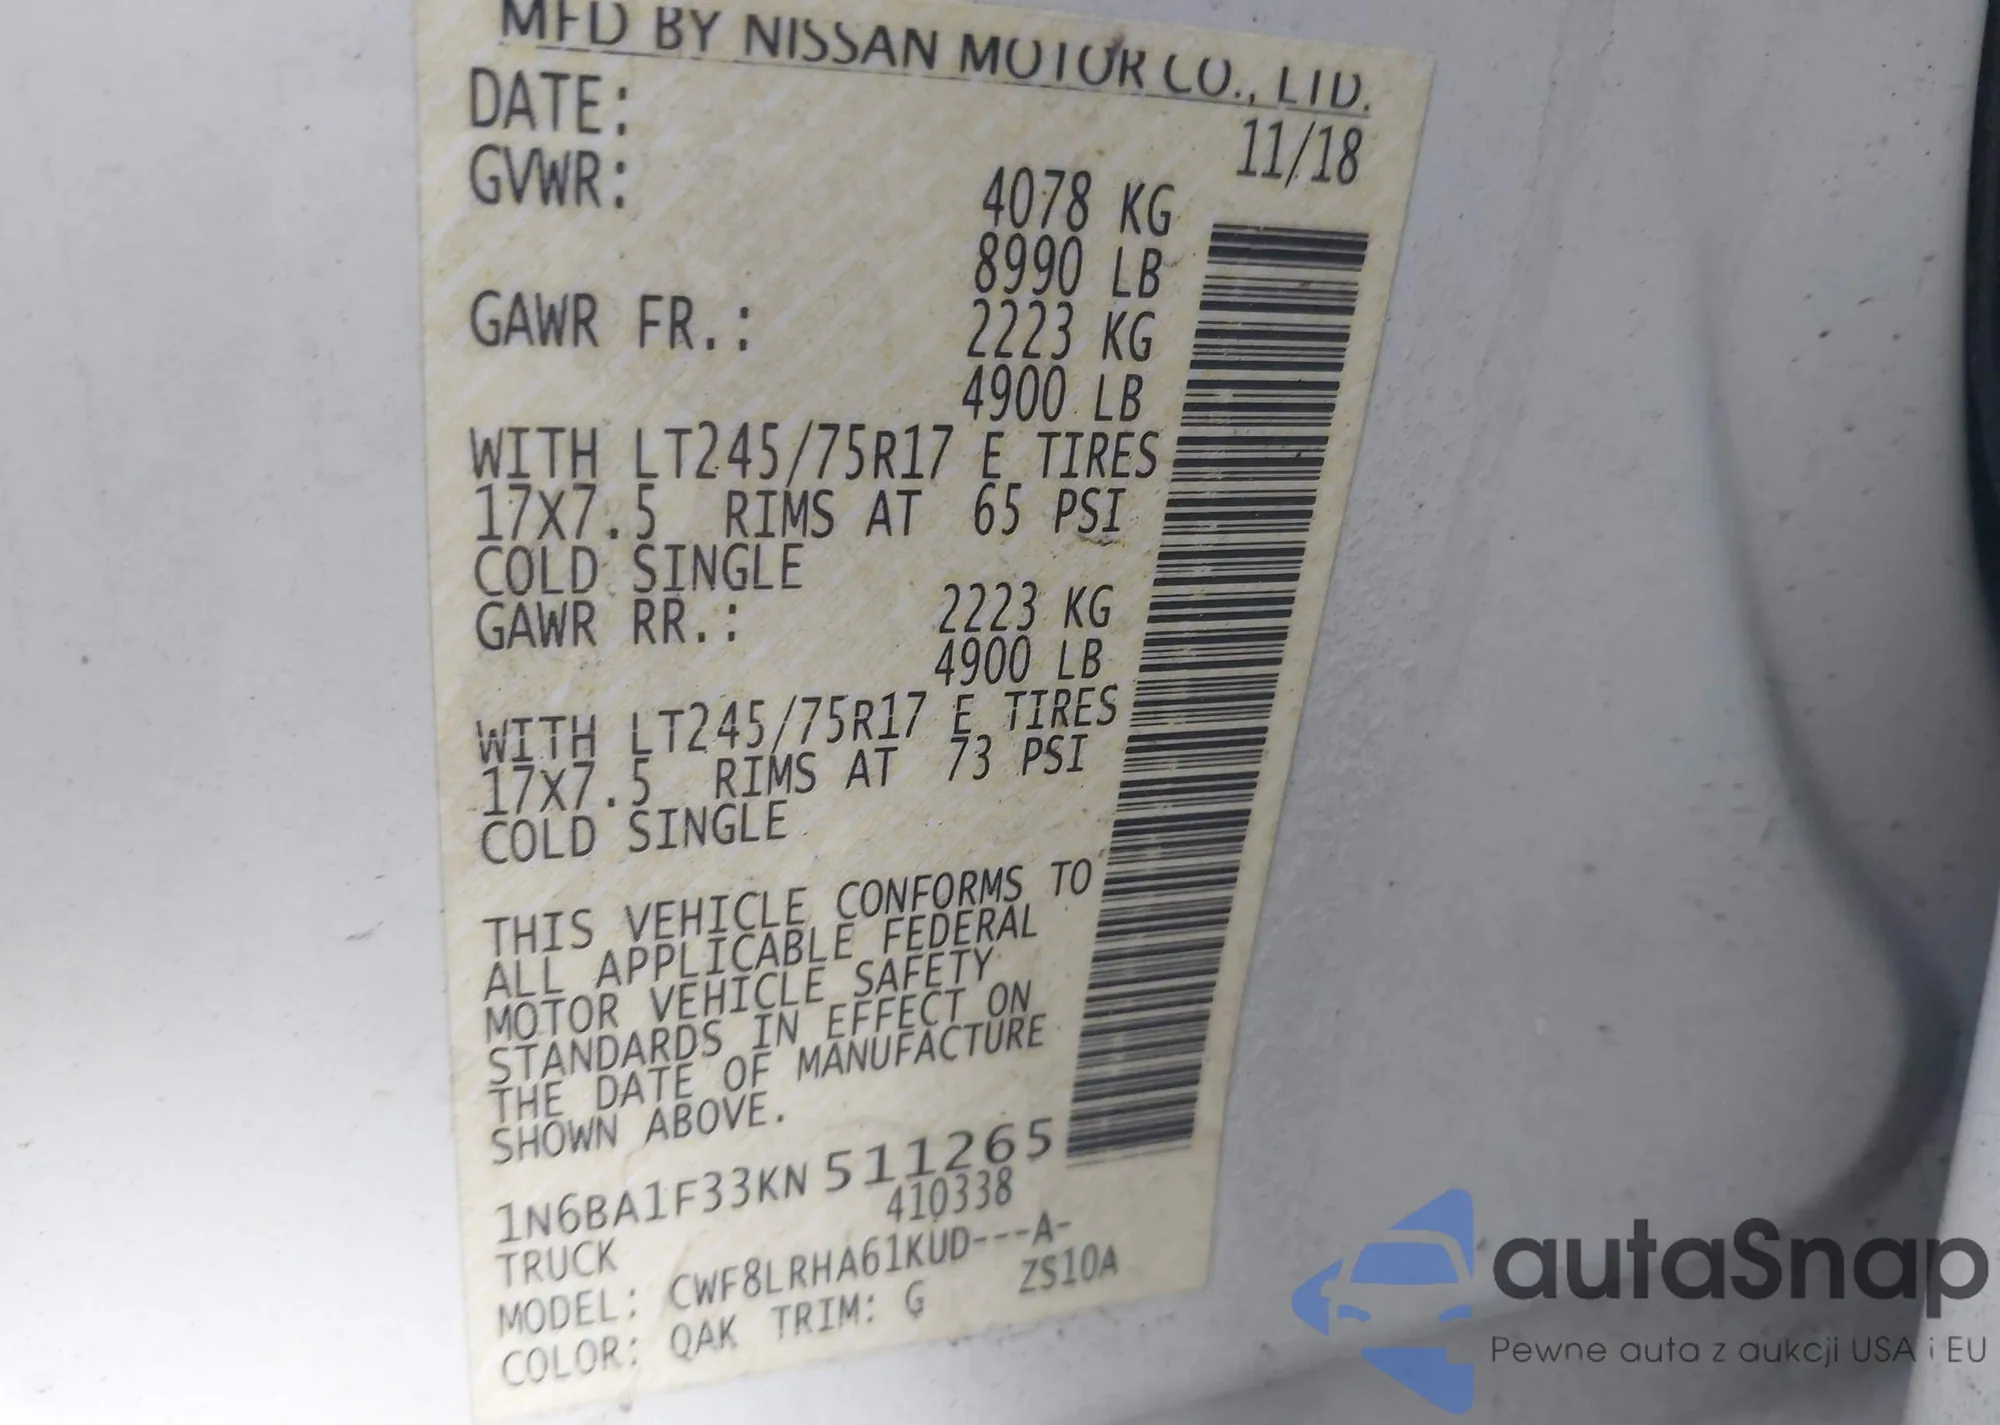 MFD BY NISSAN MOTOR CO., LTD.
DATE: 11/18
GVWR: 4078 KG
8990 LB
GAWR FR.: 2223 KG
4900 LB
WITH LT245/75R17 E TIRES
17X7.5 RIMS AT 65 PSI
COLD SINGLE
GAWR RR.: 2223 KG
4900 LB
WITH LT245/75R17 E TIRES
17X7.5 RIMS AT 73 PSI
COLD SINGLE
THIS VEHICLE CONFORMS TO
ALL APPLICABLE FEDERAL
MOTOR VEHICLE SAFETY
STANDARDS IN EFFECT ON
THE DATE OF MANUFACTURE
SHOWN ABOVE.
1N6BA1F33KN511265
TRUCK 410338
MODEL: CWF8LRHA61KUD---A-
COLOR: QAK TRIM: G ZS10A
autaSnap
Pewne auta z aukcji USA i EU